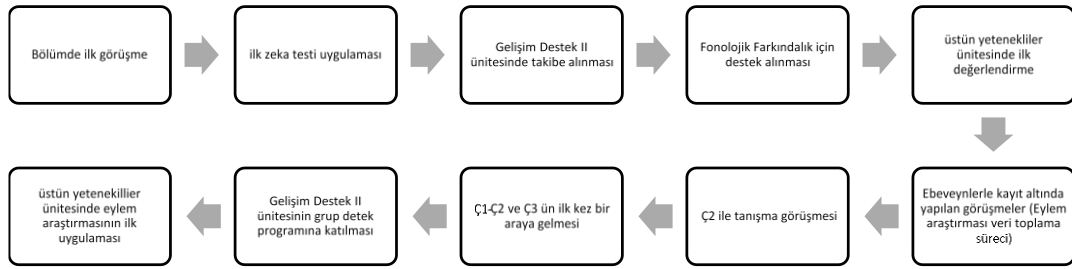 Bölümde ilk görüşme
ilk zeka testi uygulaması
Gelişim Destek II
ünitesinde takibe alınması
Fonolojik Farkındalık için
destek alınması
üstün yetenekliler
ünitesinde ilk
değerlendirme
Ebeveynlerle kayıt altında
yapılan görüşmeler (Eylem
araştırması veri toplama
süreci)
Ç2 ile tanışma görüşmesi
Ç1-Ç2 ve Ç3 ün ilk kez bir
araya gelmesi
Gelişim Destek II
ünitesinin grup detek
programına katılması
üstün yetenekillier
ünitesinde eylem
araştırmasının ilk
uygulaması